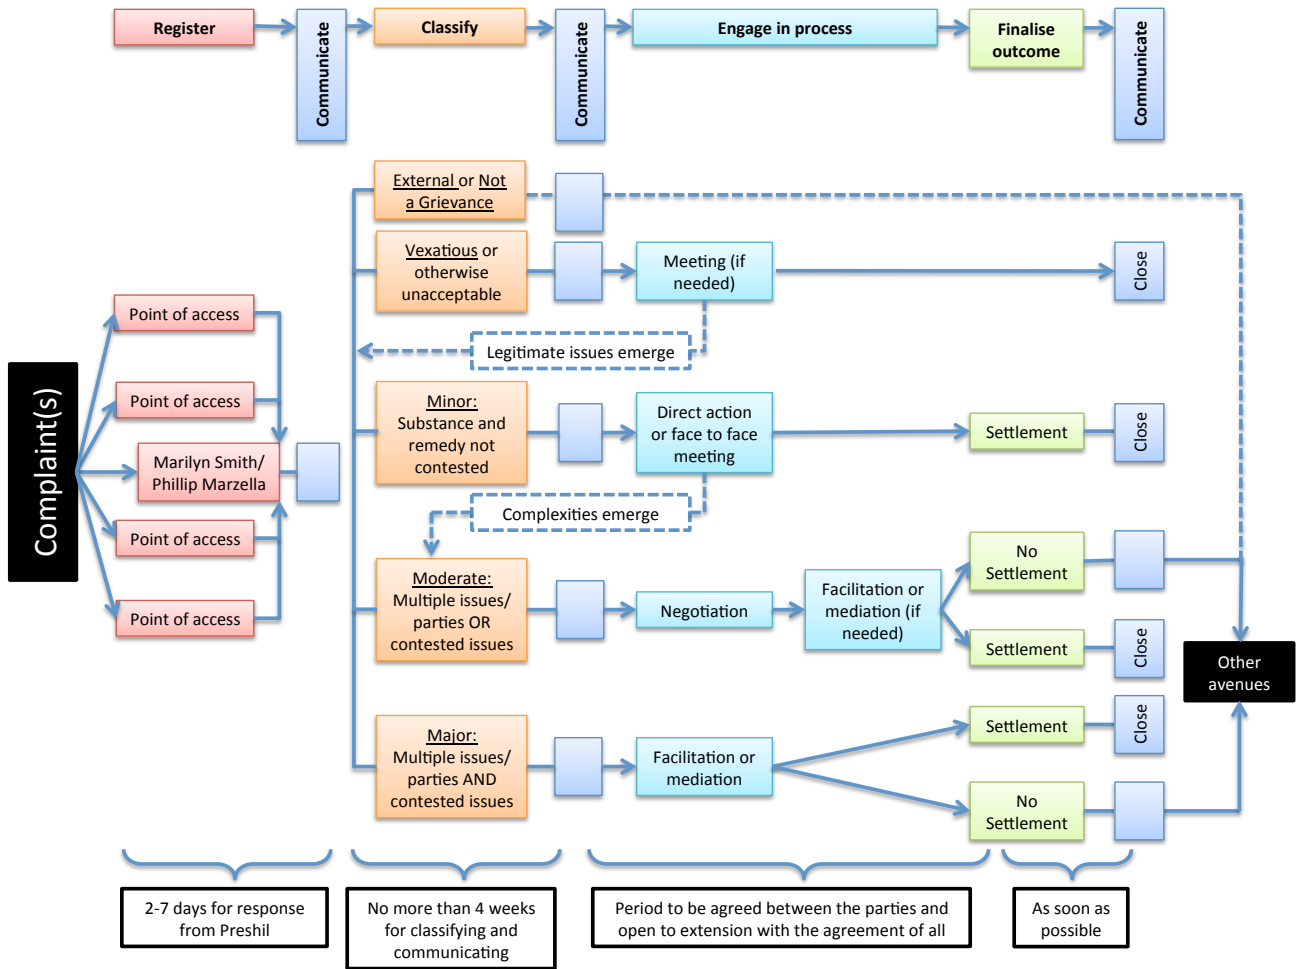 Register
Communicate
Classify
Communicate
Engage in process
Finalise
outcome
Communicate
External or Not
a Grievance
Vexatious or
otherwise
unacceptable
Meeting (if
needed)
Close
Legitimate issues emerge
Complaint(s)
Point of access
Point of access
Marilyn Smith/
Phillip Marzella
Point of access
Point of access
Minor:
Substance and
remedy not
contested
Direct action
or face to face
meeting
Settlement
Close
Complexities emerge
Moderate:
Multiple issues/
parties OR
contested issues
Negotiation
Facilitation or
mediation (if
needed)
No
Settlement
Settlement
Close
Other
avenues
Major:
Multiple issues/
parties AND
contested issues
Facilitation or
mediation
Settlement
Close
No
Settlement
2-7 days for response
from Preshil
No more than 4 weeks
for classifying and
communicating
Period to be agreed between the parties and
open to extension with the agreement of all
As soon as
possible